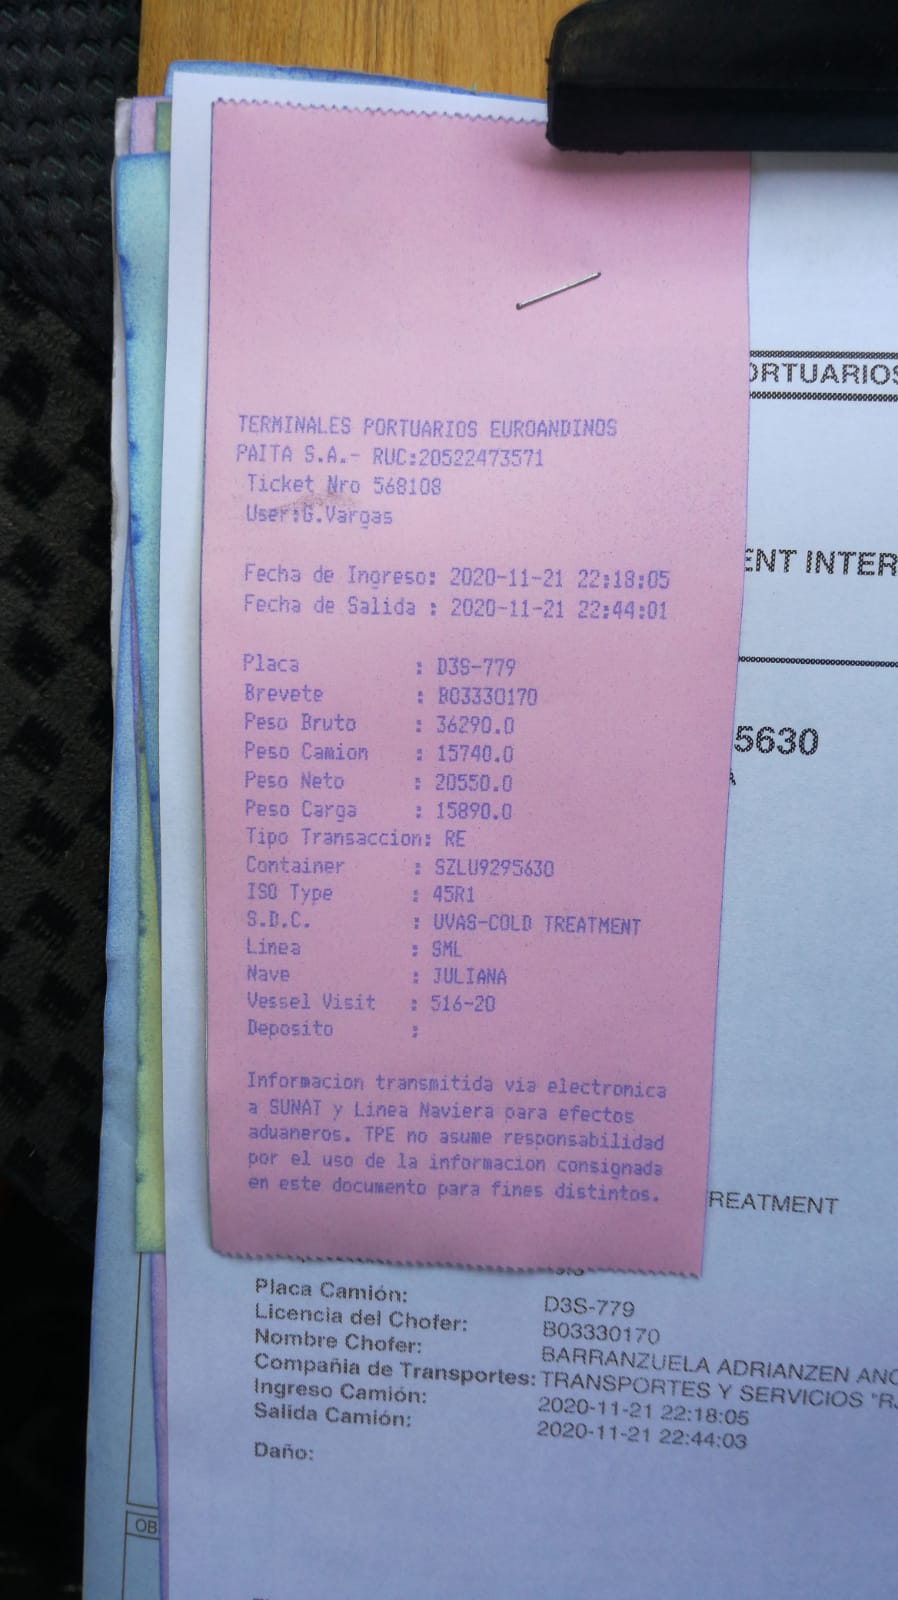 TERMINALES PORTUARIOS EUROANDINOS
PAITA S.A.- RUC:20522473571
Ticket Nro 568108
User:G.Vargas
Fecha de Ingreso: 2020-11-21 22:18:05
Fecha de Salida : 2020-11-21 22:44:01
Placa : D3S-779
Brevete : B03330170
Peso Bruto : 36290.0
Peso Camion : 15740.0
Peso Neto : 20550.0
Peso Carga : 15890.0
Tipo Transaccion: RE
Container : SZLU9295630
ISO Type : 45R1
S.D.C. : UVAS-COLD TREATMENT
Linea : SML
Nave : JULIANA
Vessel Visit : 516-20
Deposito :
Informacion transmitida via electronica
a SUNAT y Linea Naviera para efectos
aduaneros. TPE no asume responsabilidad
por el uso de la informacion consignada
en este documento para fines distintos.
ORTUARIOS
ENT INTER
5630
A
REATMENT
Placa Camión: D3S-779
Licencia del Chofer: B03330170
Nombre Chofer: BARRANZUELA ADRIANZEN ANG
Compañia de Transportes: TRANSPORTES Y SERVICIOS "RJ
Ingreso Camión: 2020-11-21 22:18:05
Salida Camión: 2020-11-21 22:44:03
Daño:
OB